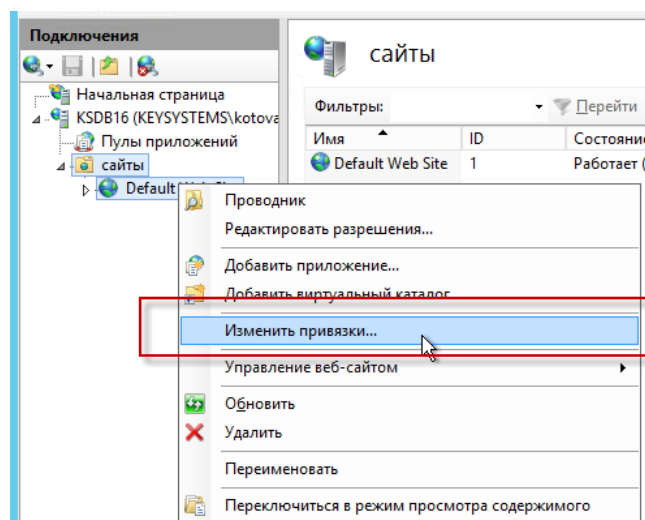 Подключения
Начальная страница
KSDB16 (KEYSYSTEMS\kotova
Пулы приложений
сайты
Default
сайты
Фильтры:
Перейти
Имя ID Состояние
Default Web Site 1 Работает (
Проводник
Редактировать разрешения...
Добавить приложение...
Добавить виртуальный каталог
Изменить привязки...
Управление веб-сайтом
Обновить
Удалить
Переименовать
Переключиться в режим просмотра содержимого